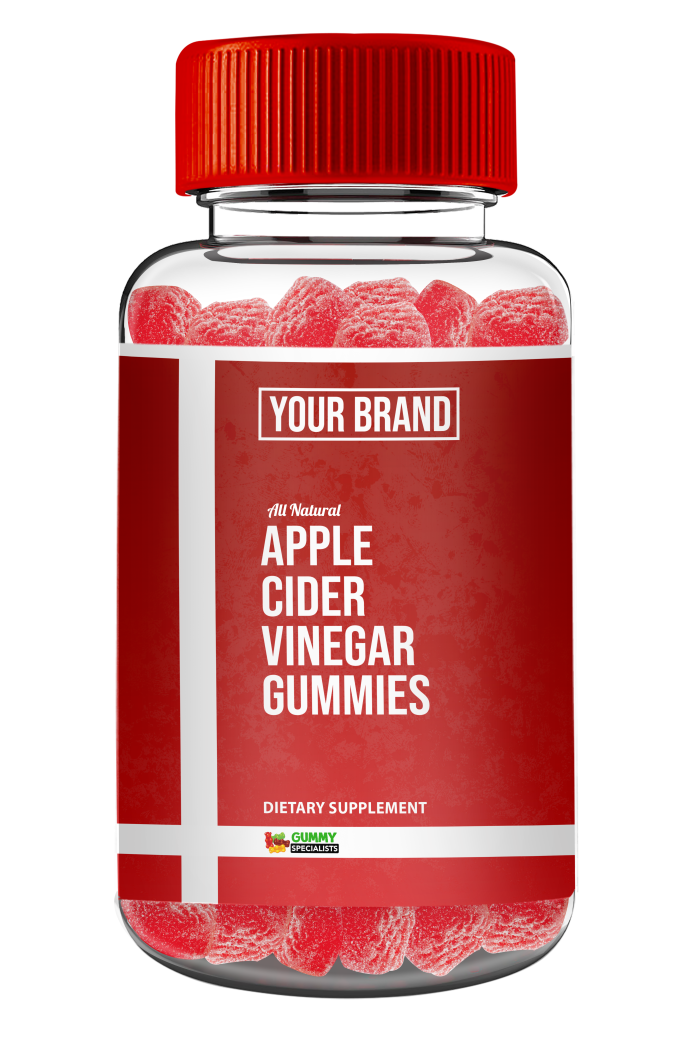 YOUR BRAND
All Natural
APPLE
CIDER
VINEGAR
GUMMIES
DIETARY SUPPLEMENT
GUMMY
SPECIALISTS